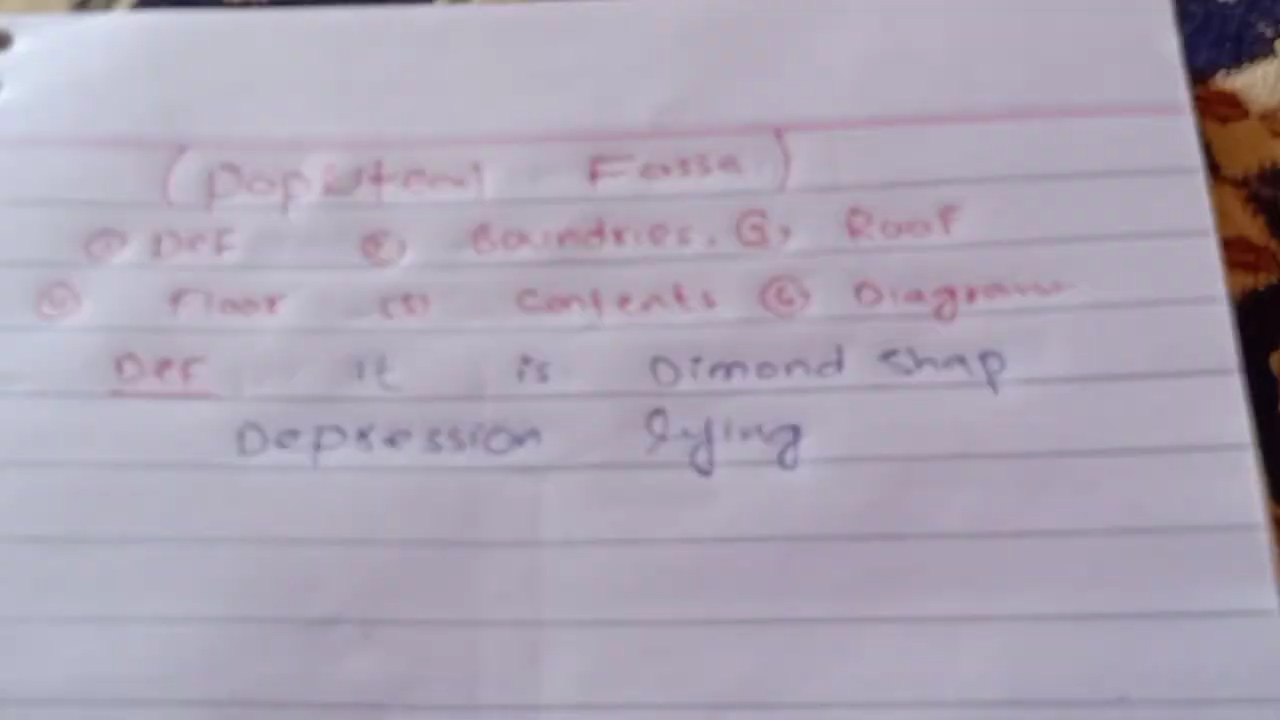 (Popliteal Fossa)
① Def ② Baindries. 3, Roof
④ Floor (5) Contents ⑥ Diagram
Def it is Dimond shap
Depression lying